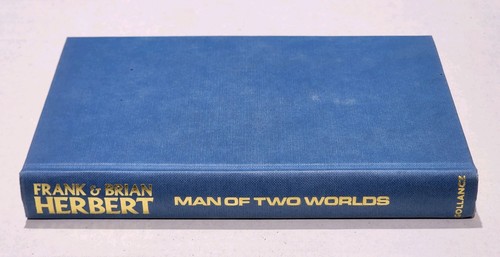 FRANK & BRIAN
HERBERT
MAN OF TWO WORLDS
GOLLANCZ